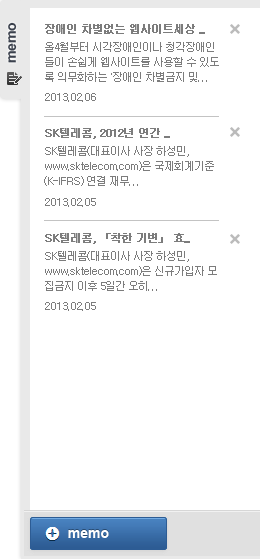 memo
장애인 차별없는 웹사이트세상 ...
올4월부터 시각장애인이나 청각장애인
들이 손쉽게 웹사이트를 사용할 수 있도
록 의무화하는 '장애인 차별금지 및...
2013.02.06
SK텔레콤, 2012년 연간 ...
SK텔레콤(대표이사 사장 하성민,
www.sktelecom.com)은 국제회계기준
(K-IFRS) 연결 재무...
2013.02.05
SK텔레콤, 「착한 기변」 효...
SK텔레콤(대표이사 사장 하성민,
www.sktelecom.com)은 신규가입자 모
집금지 이후 5일간 오히...
2013.02.05
memo